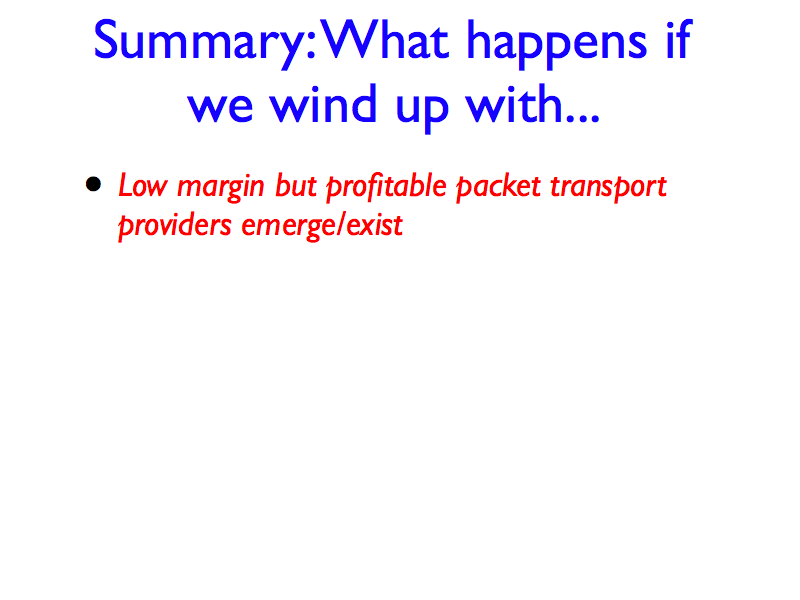 Summary: What happens if
we wind up with...
• Low margin but profitable packet transport
providers emerge/exist